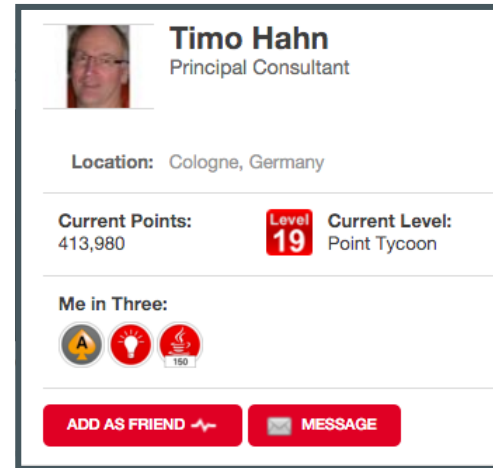 Timo Hahn
Principal Consultant
Location: Cologne, Germany
Current Points:
413,980
Level
19
Current Level:
Point Tycoon
Me in Three:
A
150
ADD AS FRIEND
MESSAGE